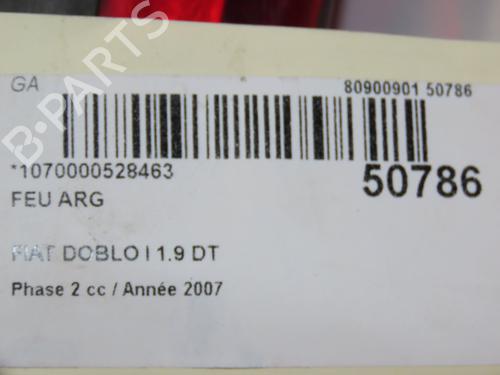 GA
80900901 50786
*1070000528463
50786
FEU ARG
FIAT DOBLO I 1.9 DT
Phase 2 cc / Année 2007
B-PARTS